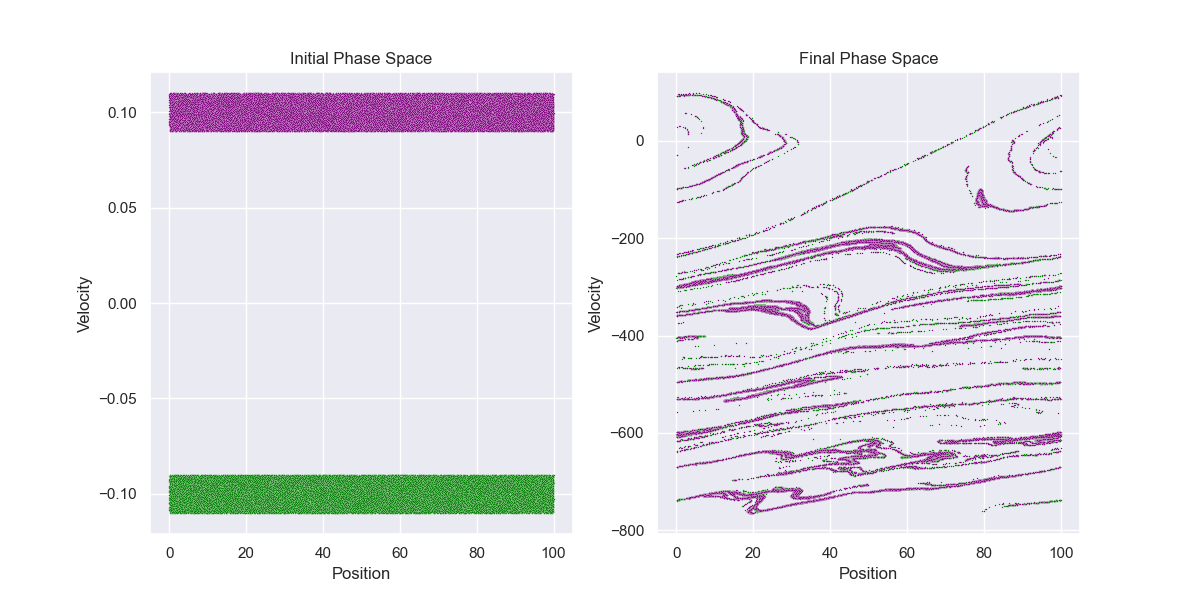 Initial Phase Space
Velocity
0.10
0.05
0.00
−0.05
−0.10
0 20 40 60 80 100
Position
Final Phase Space
Velocity
0
−200
−400
−600
−800
0 20 40 60 80 100
Position